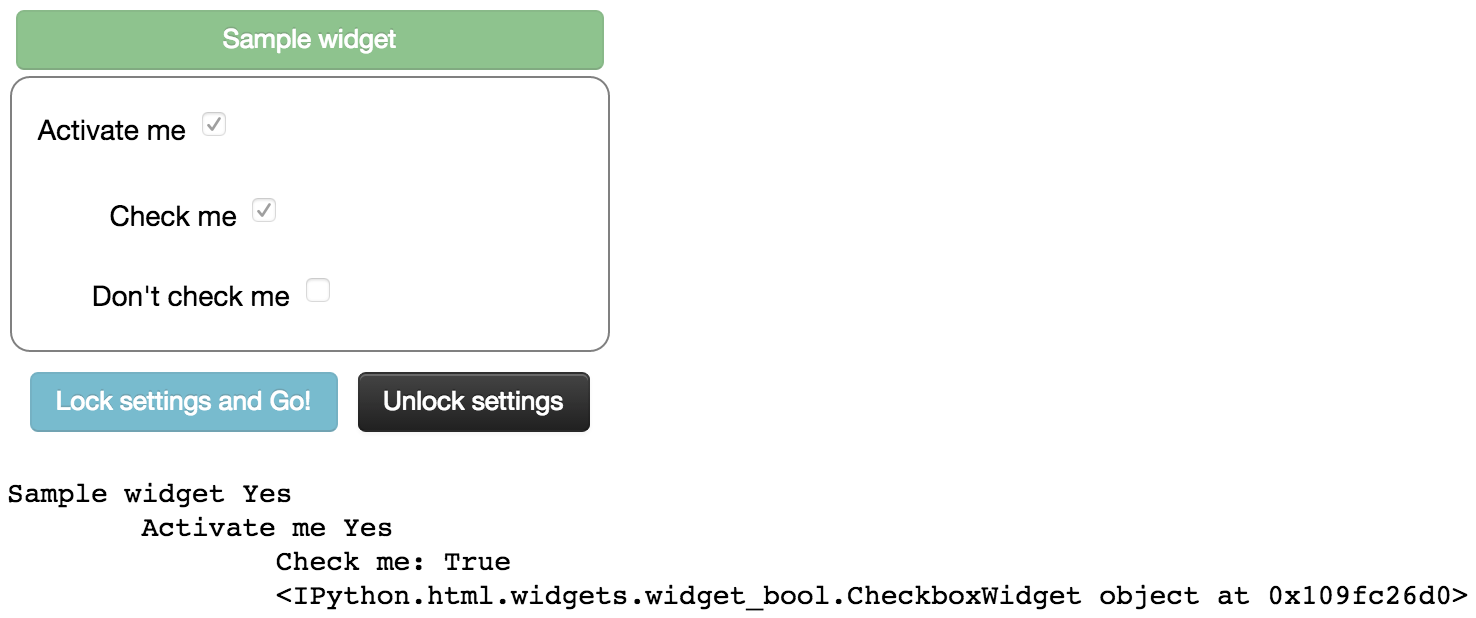 Sample widget
Activate me
Check me
Don't check me
Lock settings and Go! Unlock settings
Sample widget Yes
Activate me Yes
Check me: True
<IPython.html.widgets.widget_bool.CheckboxWidget object at 0x109fc26d0>